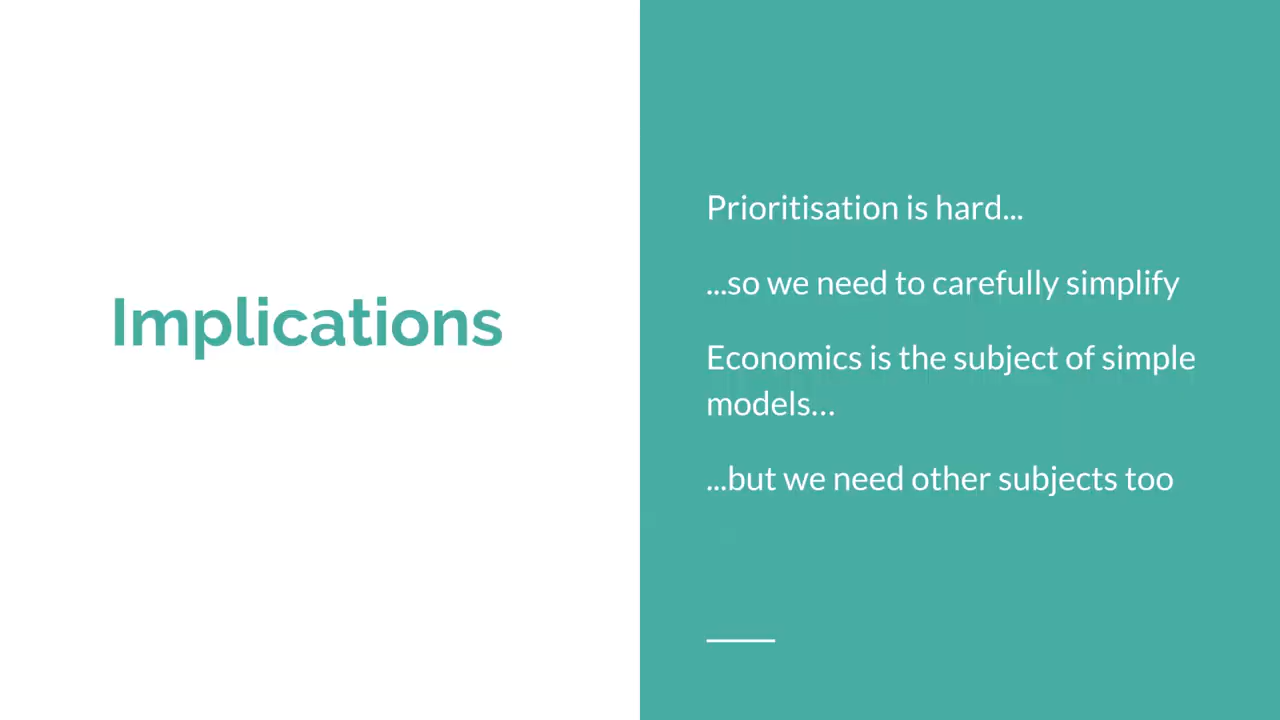 Implications
Prioritisation is hard...
...so we need to carefully simplify
Economics is the subject of simple
models…
...but we need other subjects too